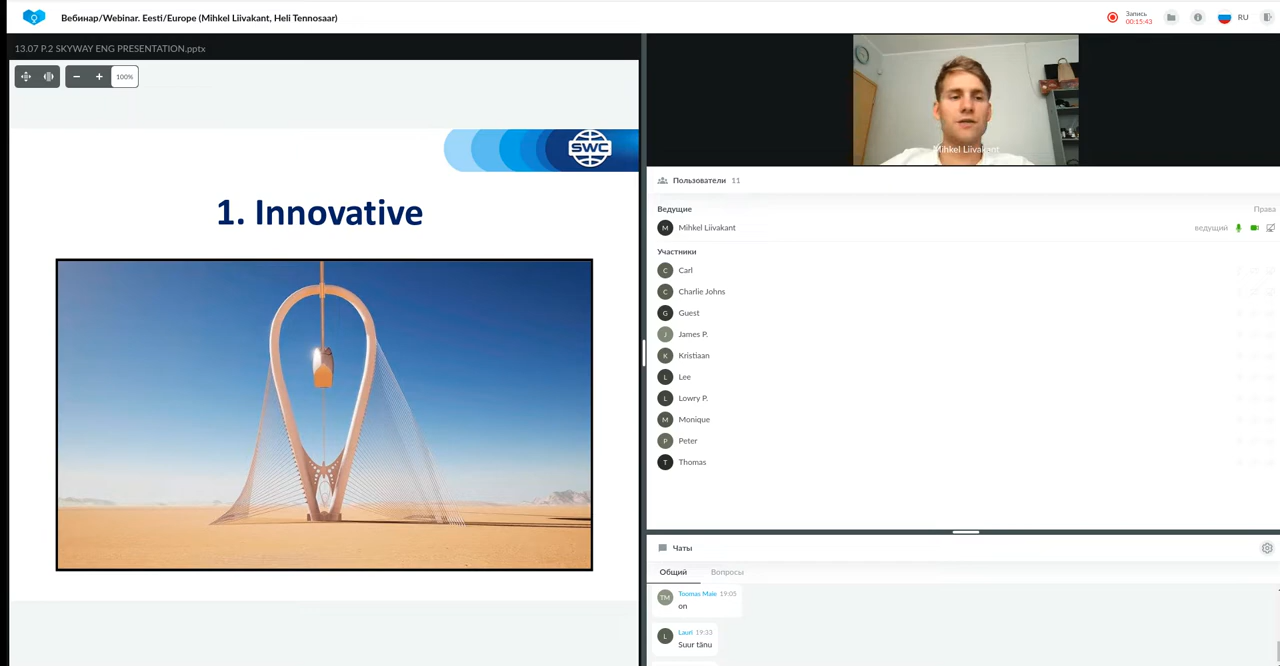 Вебинар/Webinar. Eesti/Europe (Mihkel Liivakant, Heli Tennosaar)
Запись
00:15:43
RU
13.07 P.2 SKYWAY ENG PRESENTATION.pptx
100%
SWC
1. Innovative
Mihkel Liivakant
Пользователи 11
Ведущие
Права
M Mihkel Liivakant
ведущий
Участники
C Carl
C Charlie Johns
G Guest
J James P.
K Kristiaan
L Lee
L Lowry P.
M Monique
P Peter
T Thomas
Чаты
Общий
Вопросы
TM Toomas Maie 19:05
on
L Lauri 19:33
Suur tänu